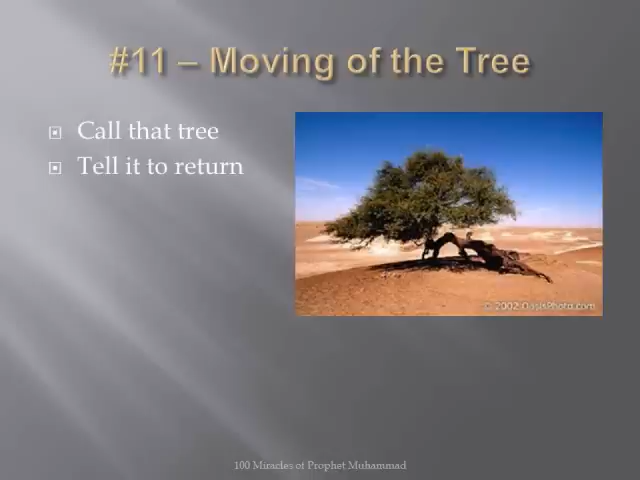 #11 – Moving of the Tree
Call that tree
Tell it to return
© 2002 OasisPhoto.com
100 Miracles of Prophet Muhammad